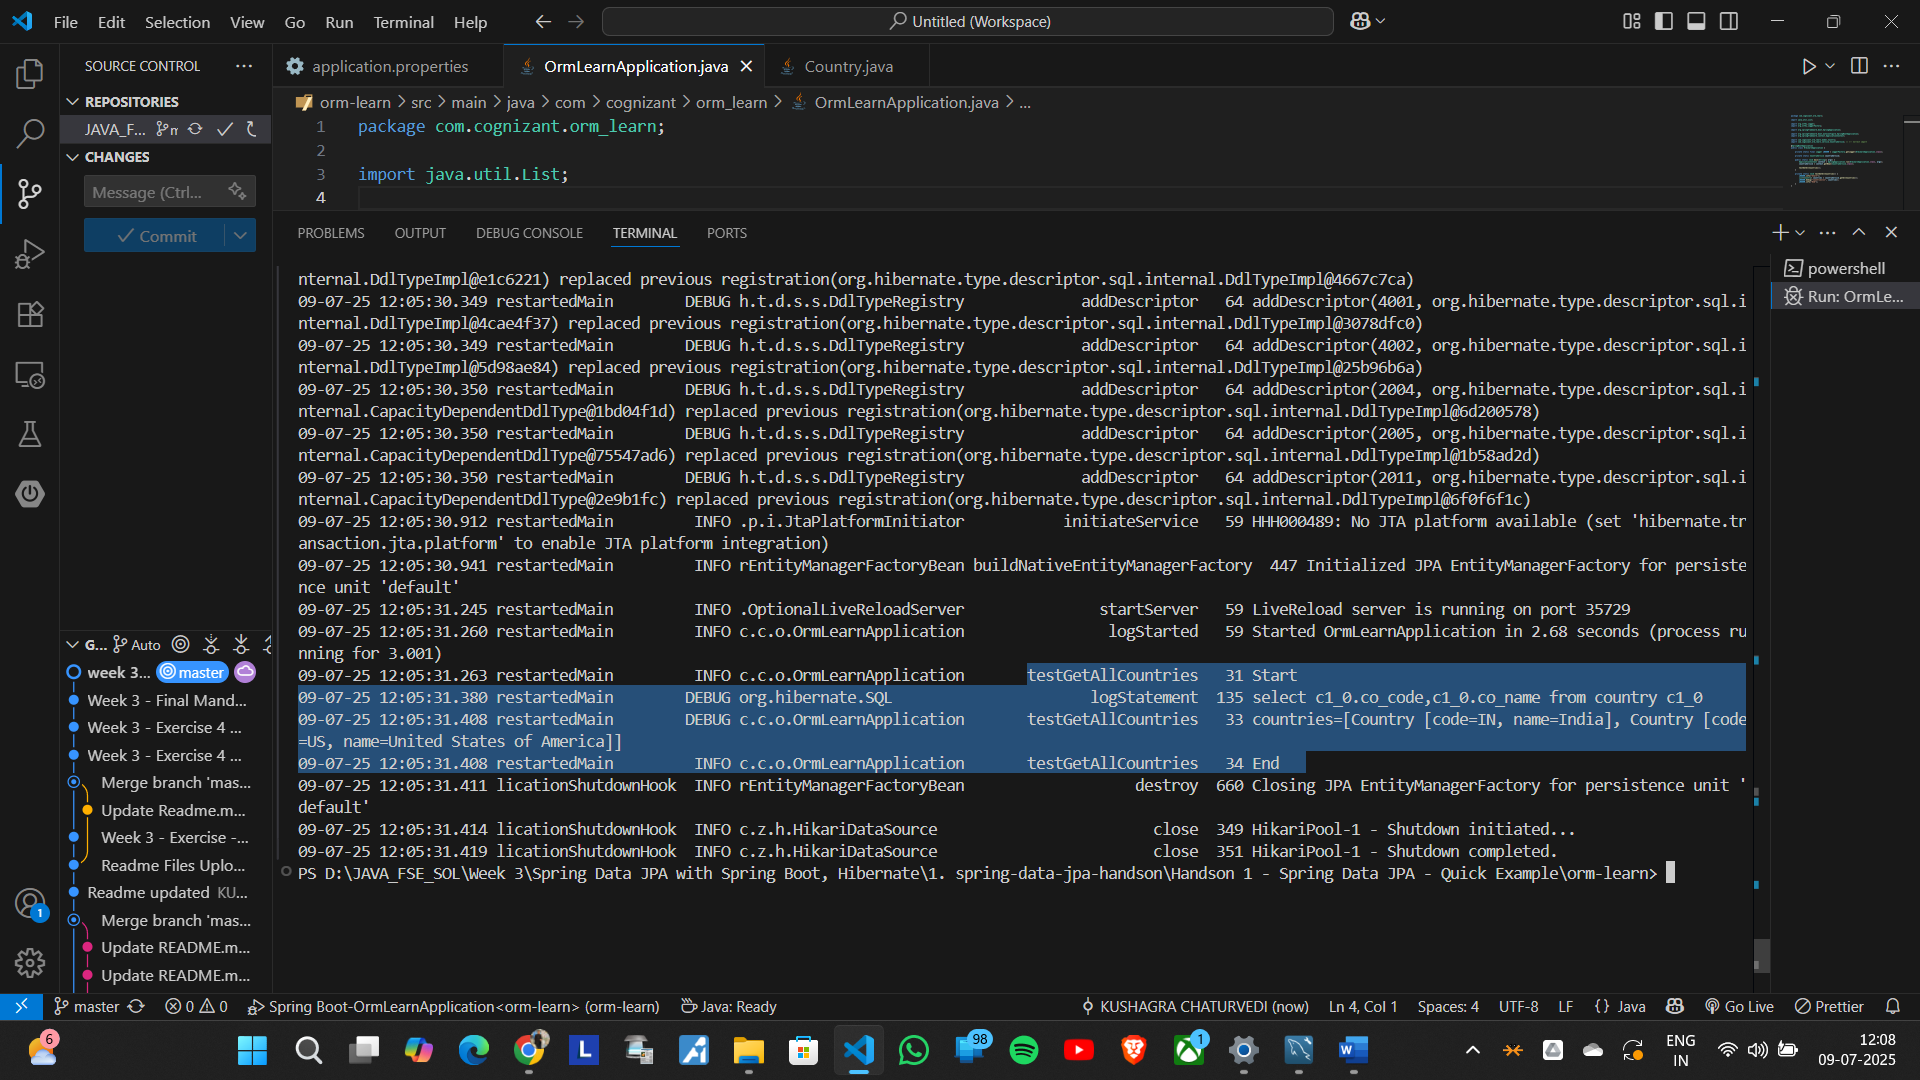 File Edit Selection View Go Run Terminal Help
Untitled (Workspace)
SOURCE CONTROL
REPOSITORIES
JAVA_F...
CHANGES
Message (Ctrl...
Commit
application.properties
OrmLearnApplication.java
Country.java
orm-learn > src > main > java > com > cognizant > orm_learn > OrmLearnApplication.java > ...
1 package com.cognizant.orm_learn;
2
3 import java.util.List;
4
PROBLEMS OUTPUT DEBUG CONSOLE TERMINAL PORTS
powershell
Run: OrmLe...
nternal.DdlTypeImpl@e1c6221) replaced previous registration(org.hibernate.type.descriptor.sql.internal.DdlTypeImpl@4667c7ca)
09-07-25 12:05:30.349 restartedMain DEBUG h.t.d.s.s.DdlTypeRegistry addDescriptor 64 addDescriptor(4001, org.hibernate.type.descriptor.sql.i
nternal.DdlTypeImpl@4cae4f37) replaced previous registration(org.hibernate.type.descriptor.sql.internal.DdlTypeImpl@3078dfc0)
09-07-25 12:05:30.349 restartedMain DEBUG h.t.d.s.s.DdlTypeRegistry addDescriptor 64 addDescriptor(4002, org.hibernate.type.descriptor.sql.i
nternal.DdlTypeImpl@5d98ae84) replaced previous registration(org.hibernate.type.descriptor.sql.internal.DdlTypeImpl@25b96b6a)
09-07-25 12:05:30.350 restartedMain DEBUG h.t.d.s.s.DdlTypeRegistry addDescriptor 64 addDescriptor(2004, org.hibernate.type.descriptor.sql.i
nternal.CapacityDependentDdlType@1bd04f1d) replaced previous registration(org.hibernate.type.descriptor.sql.internal.DdlTypeImpl@6d200578)
09-07-25 12:05:30.350 restartedMain DEBUG h.t.d.s.s.DdlTypeRegistry addDescriptor 64 addDescriptor(2005, org.hibernate.type.descriptor.sql.i
nternal.CapacityDependentDdlType@75547ad6) replaced previous registration(org.hibernate.type.descriptor.sql.internal.DdlTypeImpl@1b58ad2d)
09-07-25 12:05:30.350 restartedMain DEBUG h.t.d.s.s.DdlTypeRegistry addDescriptor 64 addDescriptor(2011, org.hibernate.type.descriptor.sql.i
nternal.CapacityDependentDdlType@2e9b1fc) replaced previous registration(org.hibernate.type.descriptor.sql.internal.DdlTypeImpl@6f0f6f1c)
09-07-25 12:05:30.912 restartedMain INFO .p.i.JtaPlatformInitiator initiateService 59 HHH000489: No JTA platform available (set 'hibernate.tr
ansaction.jta.platform' to enable JTA platform integration)
09-07-25 12:05:30.941 restartedMain INFO rEntityManagerFactoryBean buildNativeEntityManagerFactory 447 Initialized JPA EntityManagerFactory for persiste
nce unit 'default'
09-07-25 12:05:31.245 restartedMain INFO .OptionalLiveReloadServer startServer 59 LiveReload server is running on port 35729
09-07-25 12:05:31.260 restartedMain INFO c.c.o.OrmLearnApplication logStarted 59 Started OrmLearnApplication in 2.68 seconds (process ru
nning for 3.001)
09-07-25 12:05:31.263 restartedMain INFO c.c.o.OrmLearnApplication testGetAllCountries 31 Start
09-07-25 12:05:31.380 restartedMain DEBUG org.hibernate.SQL logStatement 135 select c1_0.co_code,c1_0.co_name from country c1_0
09-07-25 12:05:31.408 restartedMain DEBUG c.c.o.OrmLearnApplication testGetAllCountries 33 countries=[Country [code=IN, name=India], Country [code
=US, name=United States of America]]
09-07-25 12:05:31.408 restartedMain INFO c.c.o.OrmLearnApplication testGetAllCountries 34 End
09-07-25 12:05:31.411 licationShutdownHook INFO rEntityManagerFactoryBean destroy 660 Closing JPA EntityManagerFactory for persistence unit '
default'
09-07-25 12:05:31.414 licationShutdownHook INFO c.z.h.HikariDataSource close 349 HikariPool-1 - Shutdown initiated...
09-07-25 12:05:31.419 licationShutdownHook INFO c.z.h.HikariDataSource close 351 HikariPool-1 - Shutdown completed.
PS D:\JAVA_FSE_SOL\Week 3\Spring Data JPA with Spring Boot, Hibernate\1. spring-data-jpa-handson\Handson 1 - Spring Data JPA - Quick Example\orm-learn>
G... Auto
week 3... master
Week 3 - Final Mand...
Week 3 - Exercise 4 ...
Week 3 - Exercise 4 ...
Merge branch 'mas...
Update Readme.m...
Week 3 - Exercise -...
Readme Files Uplo...
Readme updated KU...
Merge branch 'mas...
Update README.m...
Update README.m...
1
master 0 0 Spring Boot-OrmLearnApplication<orm-learn> (orm-learn) Java: Ready
KUSHAGRA CHATURVEDI (now) Ln 4, Col 1 Spaces: 4 UTF-8 LF {} Java Go Live Prettier
6
L
98
1
W
ENG
IN
12:08
09-07-2025